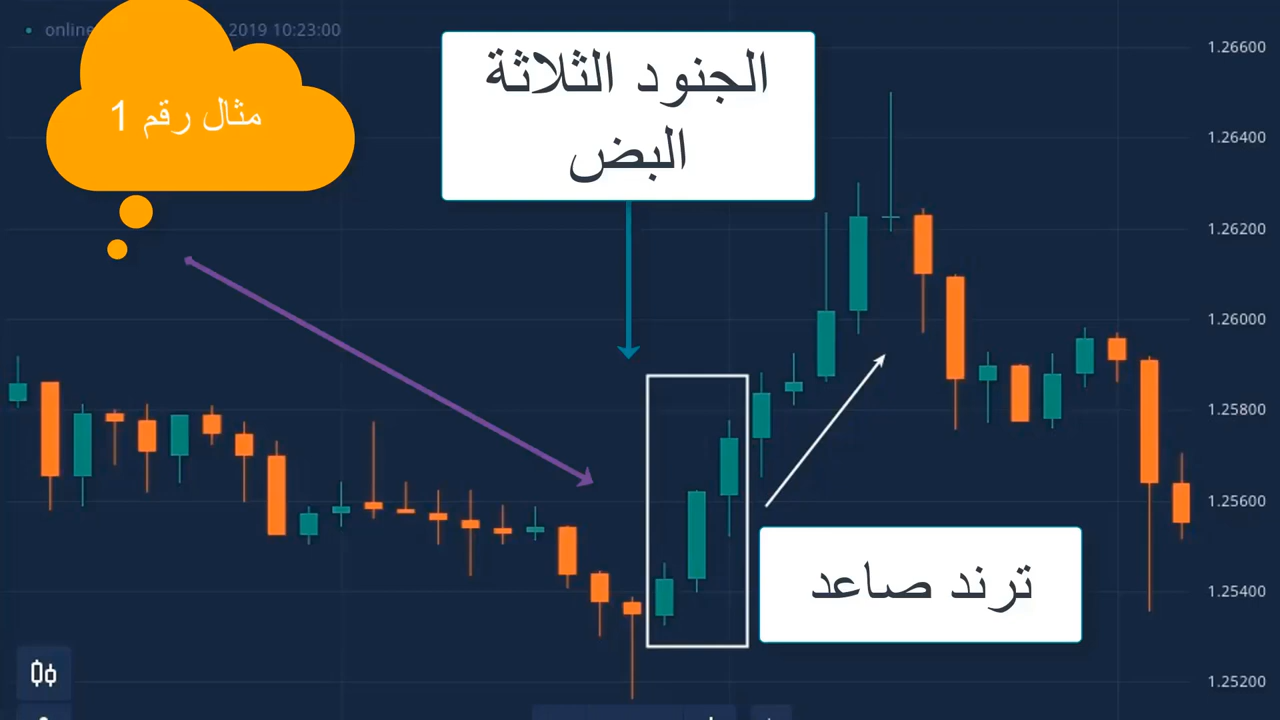 online
2019 10:23:00
مثال رقم 1
الجنود الثلاثة
البض
ترند صاعد
1.26600
1.26400
1.26200
1.26000
1.25800
1.25600
1.25400
1.25200